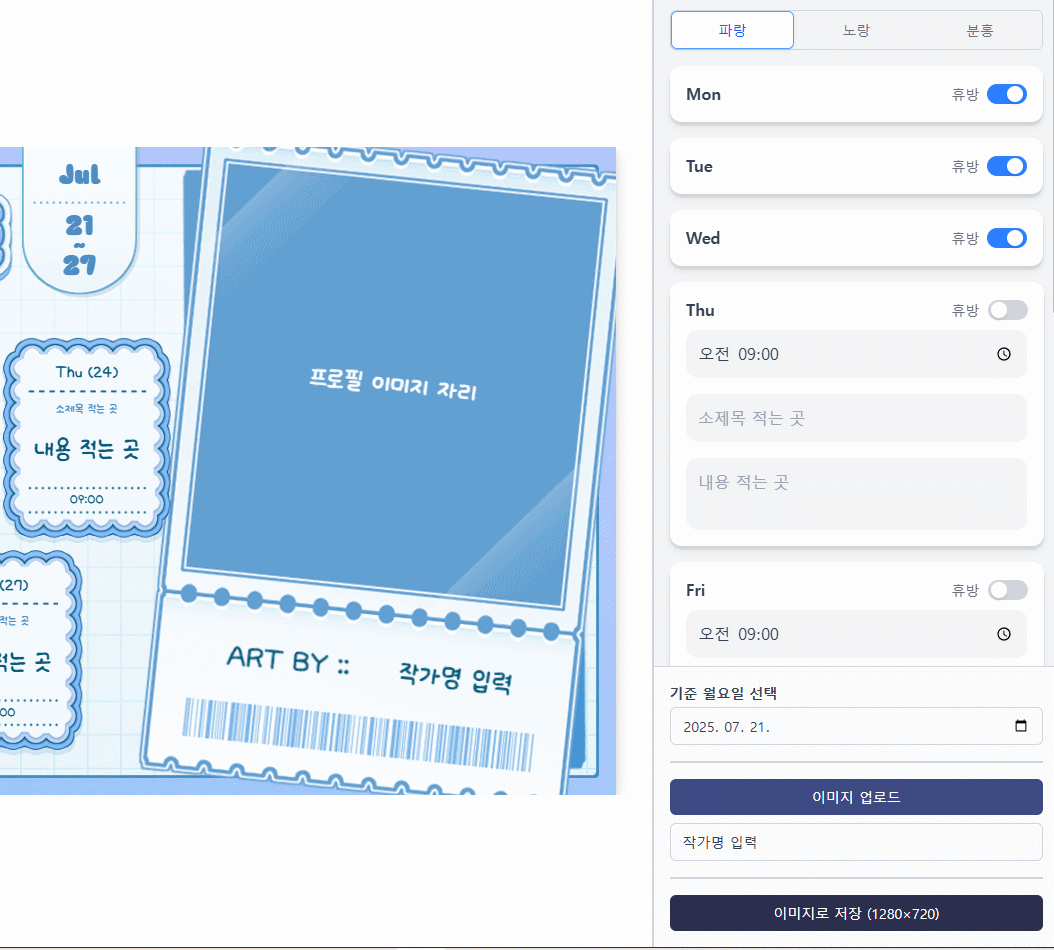 Jul
21
~
27
Thu (24)
소제목 적는 곳
내용 적는 곳
09:00
(27)
적는 곳
적는 곳
:00
프로필 이미지 자리
ART BY :: 작가명 입력
파랑 노랑 분홍
Mon 휴방
Tue 휴방
Wed 휴방
Thu 휴방
오전 09:00
소제목 적는 곳
내용 적는 곳
Fri 휴방
오전 09:00
기준 월요일 선택
2025. 07. 21.
이미지 업로드
작가명 입력
이미지로 저장 (1280×720)